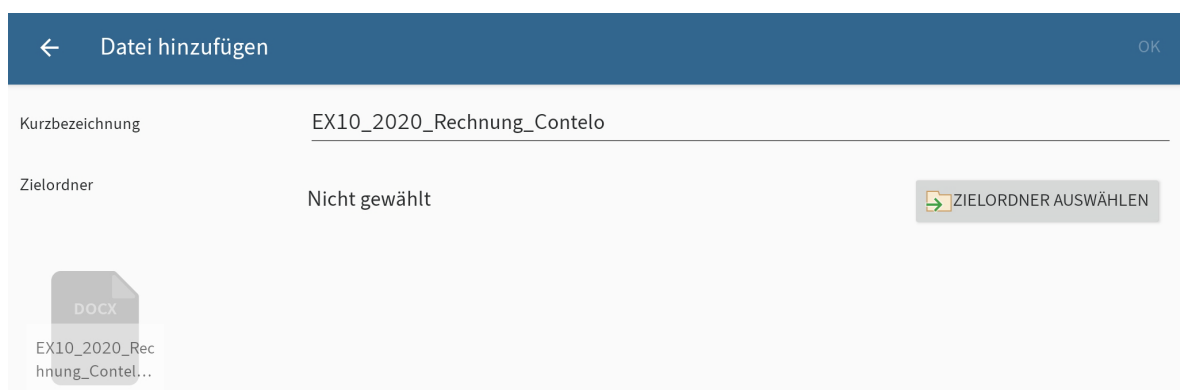 Datei hinzufügen
OK
Kurzbezeichnung
EX10_2020_Rechnung_Contelo
Zielordner
Nicht gewählt
ZIELORDNER AUSWÄHLEN
DOCX
EX10_2020_Rec
hnung_Contel...